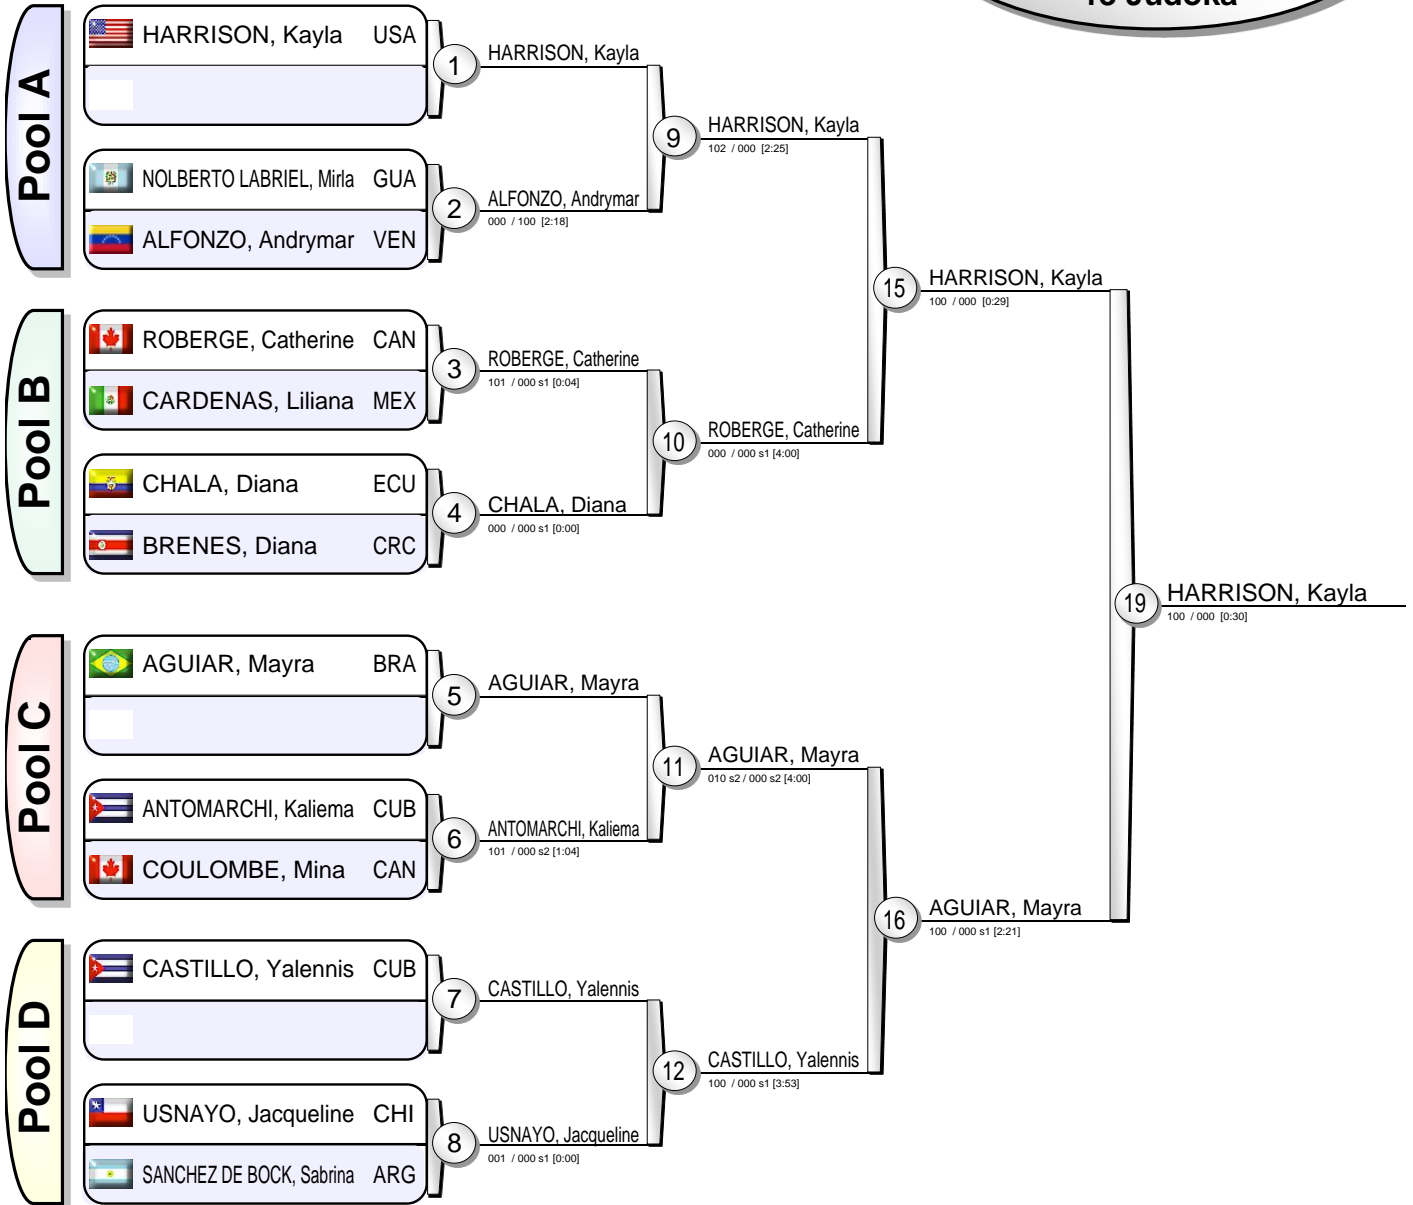 Pool A
HARRISON, Kayla USA
NOLBERTO LABRIEL, Mirla GUA
ALFONZO, Andrymar VEN
Pool B
ROBERGE, Catherine CAN
CARDENAS, Liliana MEX
CHALA, Diana ECU
BRENES, Diana CRC
Pool C
AGUIAR, Mayra BRA
ANTOMARCHI, Kaliema CUB
COULOMBE, Mina CAN
Pool D
CASTILLO, Yalennis CUB
USNAYO, Jacqueline CHI
SANCHEZ DE BOCK, Sabrina ARG
1
HARRISON, Kayla
2
ALFONZO, Andrymar
000 / 100 [2:18]
3
ROBERGE, Catherine
101 / 000 s1 [0:04]
4
CHALA, Diana
000 / 000 s1 [0:00]
5
AGUIAR, Mayra
6
ANTOMARCHI, Kaliema
101 / 000 s2 [1:04]
7
CASTILLO, Yalennis
8
USNAYO, Jacqueline
001 / 000 s1 [0:00]
9
HARRISON, Kayla
102 / 000 [2:25]
10
ROBERGE, Catherine
000 / 000 s1 [4:00]
11
AGUIAR, Mayra
010 s2 / 000 s2 [4:00]
12
CASTILLO, Yalennis
100 / 000 s1 [3:53]
15
HARRISON, Kayla
100 / 000 [0:29]
16
AGUIAR, Mayra
100 / 000 s1 [2:21]
19
HARRISON, Kayla
100 / 000 [0:30]